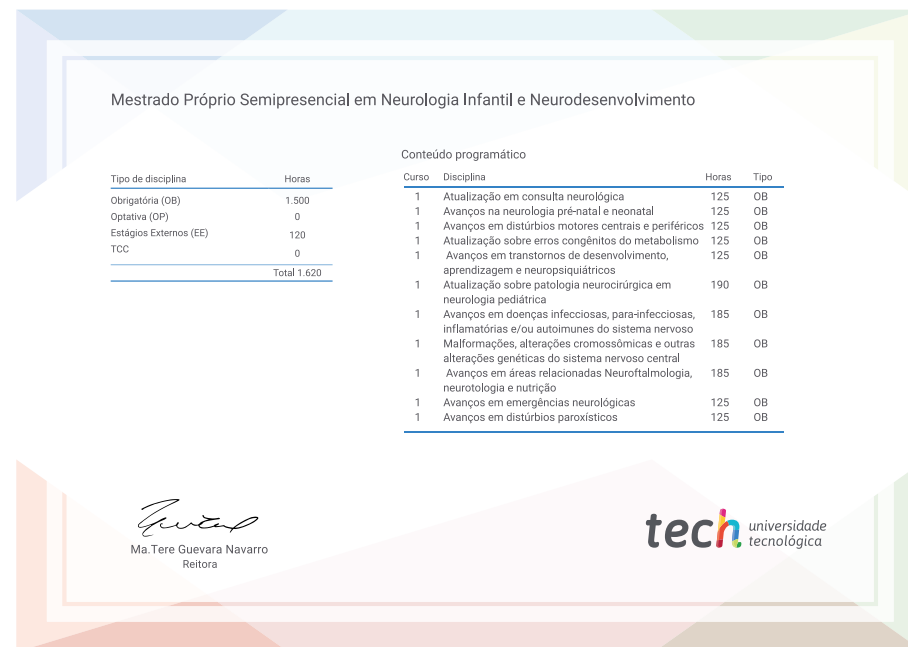 Mestrado Próprio Semipresencial em Neurologia Infantil e Neurodesenvolvimento
Tipo de disciplina Horas
Obrigatória (OB) 1.500
Optativa (OP) 0
Estágios Externos (EE) 120
TCC 0
Total 1.620
Conteúdo programático
Curso Disciplina Horas Tipo
1 Atualização em consulta neurológica 125 OB
1 Avanços na neurologia pré-natal e neonatal 125 OB
1 Avanços em distúrbios motores centrais e periféricos 125 OB
1 Atualização sobre erros congênitos do metabolismo 125 OB
1 Avanços em transtornos de desenvolvimento, 125 OB
aprendizagem e neuropsiquiátricos
1 Atualização sobre patologia neurocirúrgica em 190 OB
neurologia pediátrica
1 Avanços em doenças infecciosas, para-infecciosas, 185 OB
inflamatórias e/ou autoimunes do sistema nervoso
1 Malformações, alterações cromossômicas e outras 185 OB
alterações genéticas do sistema nervoso central
1 Avanços em áreas relacionadas Neuroftalmologia, 185 OB
neurotologia e nutrição
1 Avanços em emergências neurológicas 125 OB
1 Avanços em distúrbios paroxísticos 125 OB
Ma.Tere Guevara Navarro
Reitora
tech universidade
tecnológica